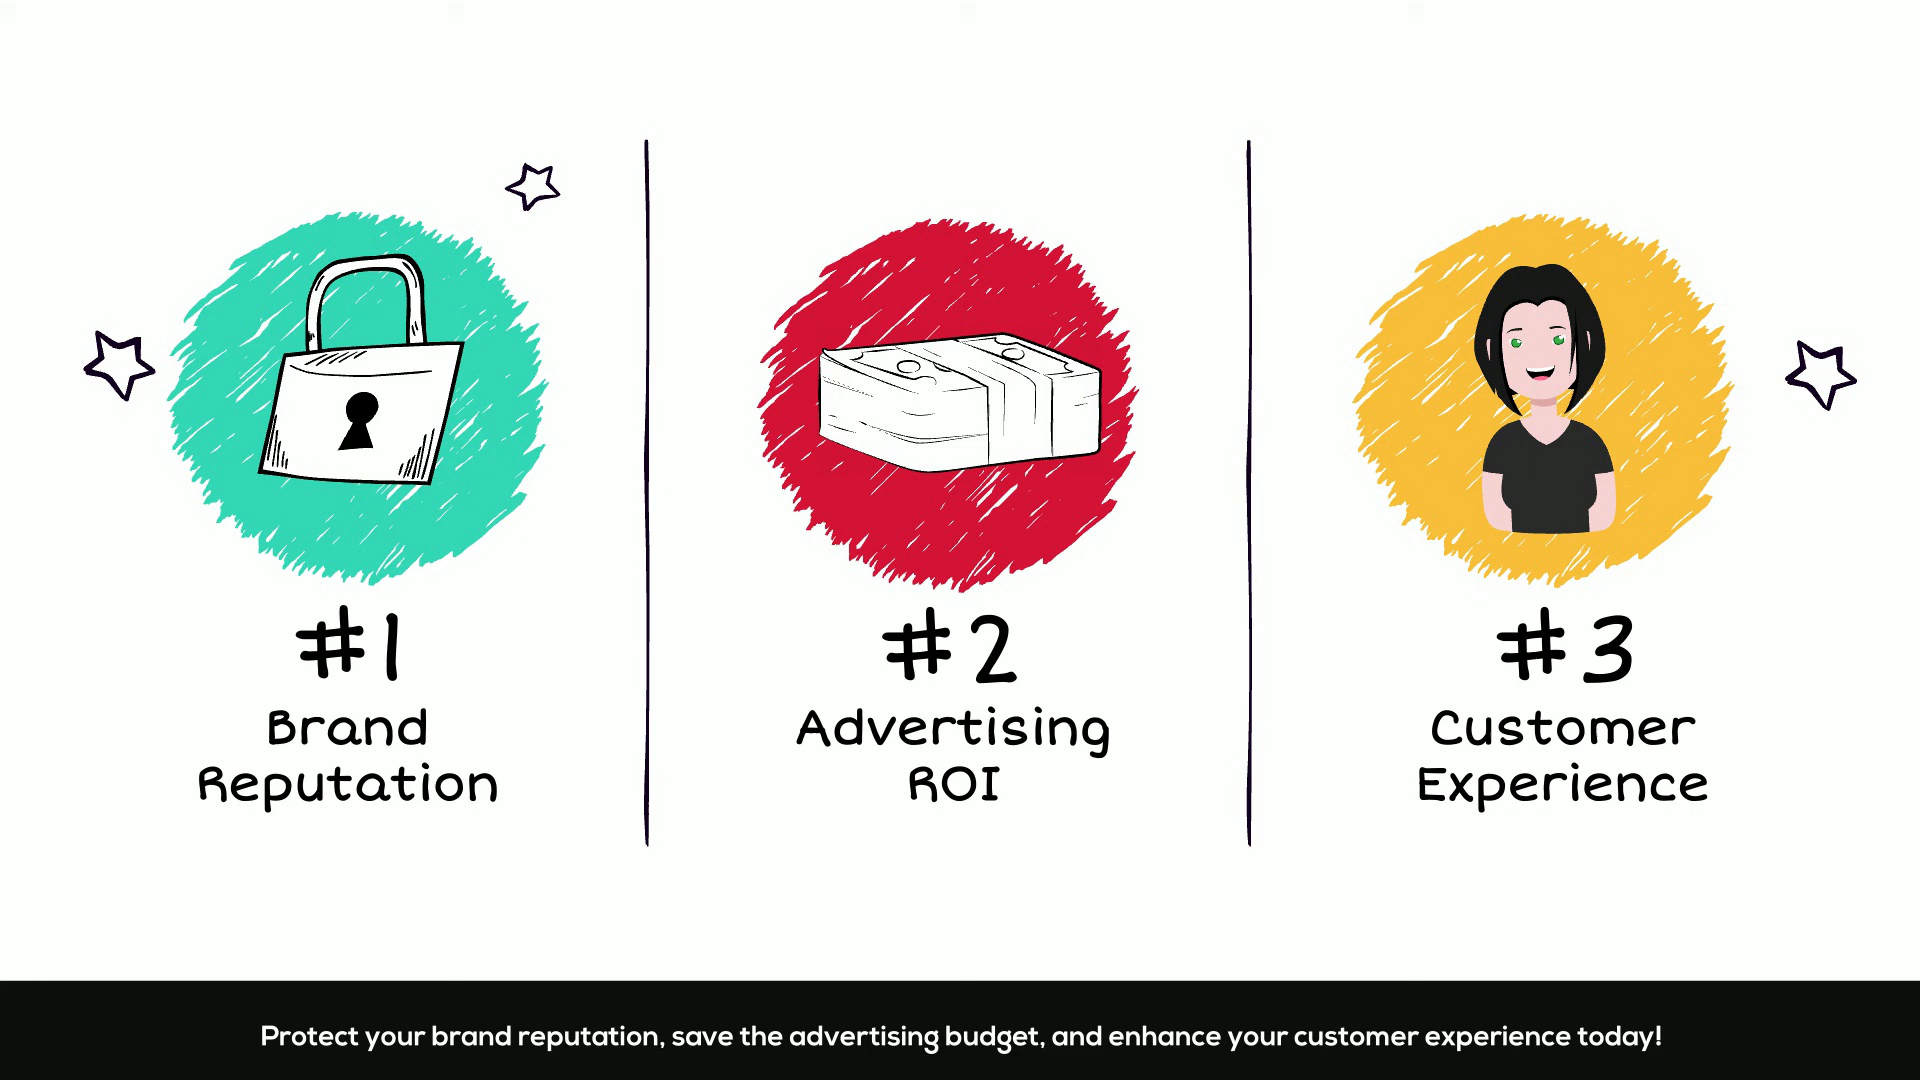 #1
Brand
Reputation
#2
Advertising
ROI
#3
Customer
Experience
Protect your brand reputation, save the advertising budget, and enhance your customer experience today!